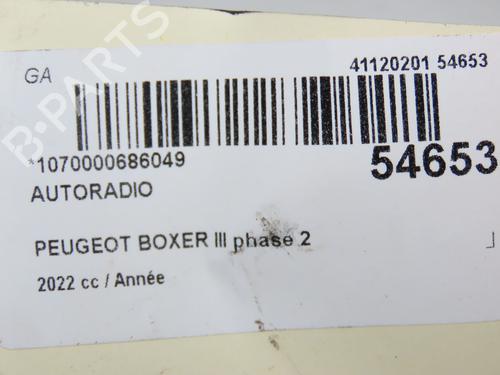 GA
41120201 54653
*1070000686049
54653
AUTORADIO
PEUGEOT BOXER III phase 2
2022 cc / Année
B-PARTS